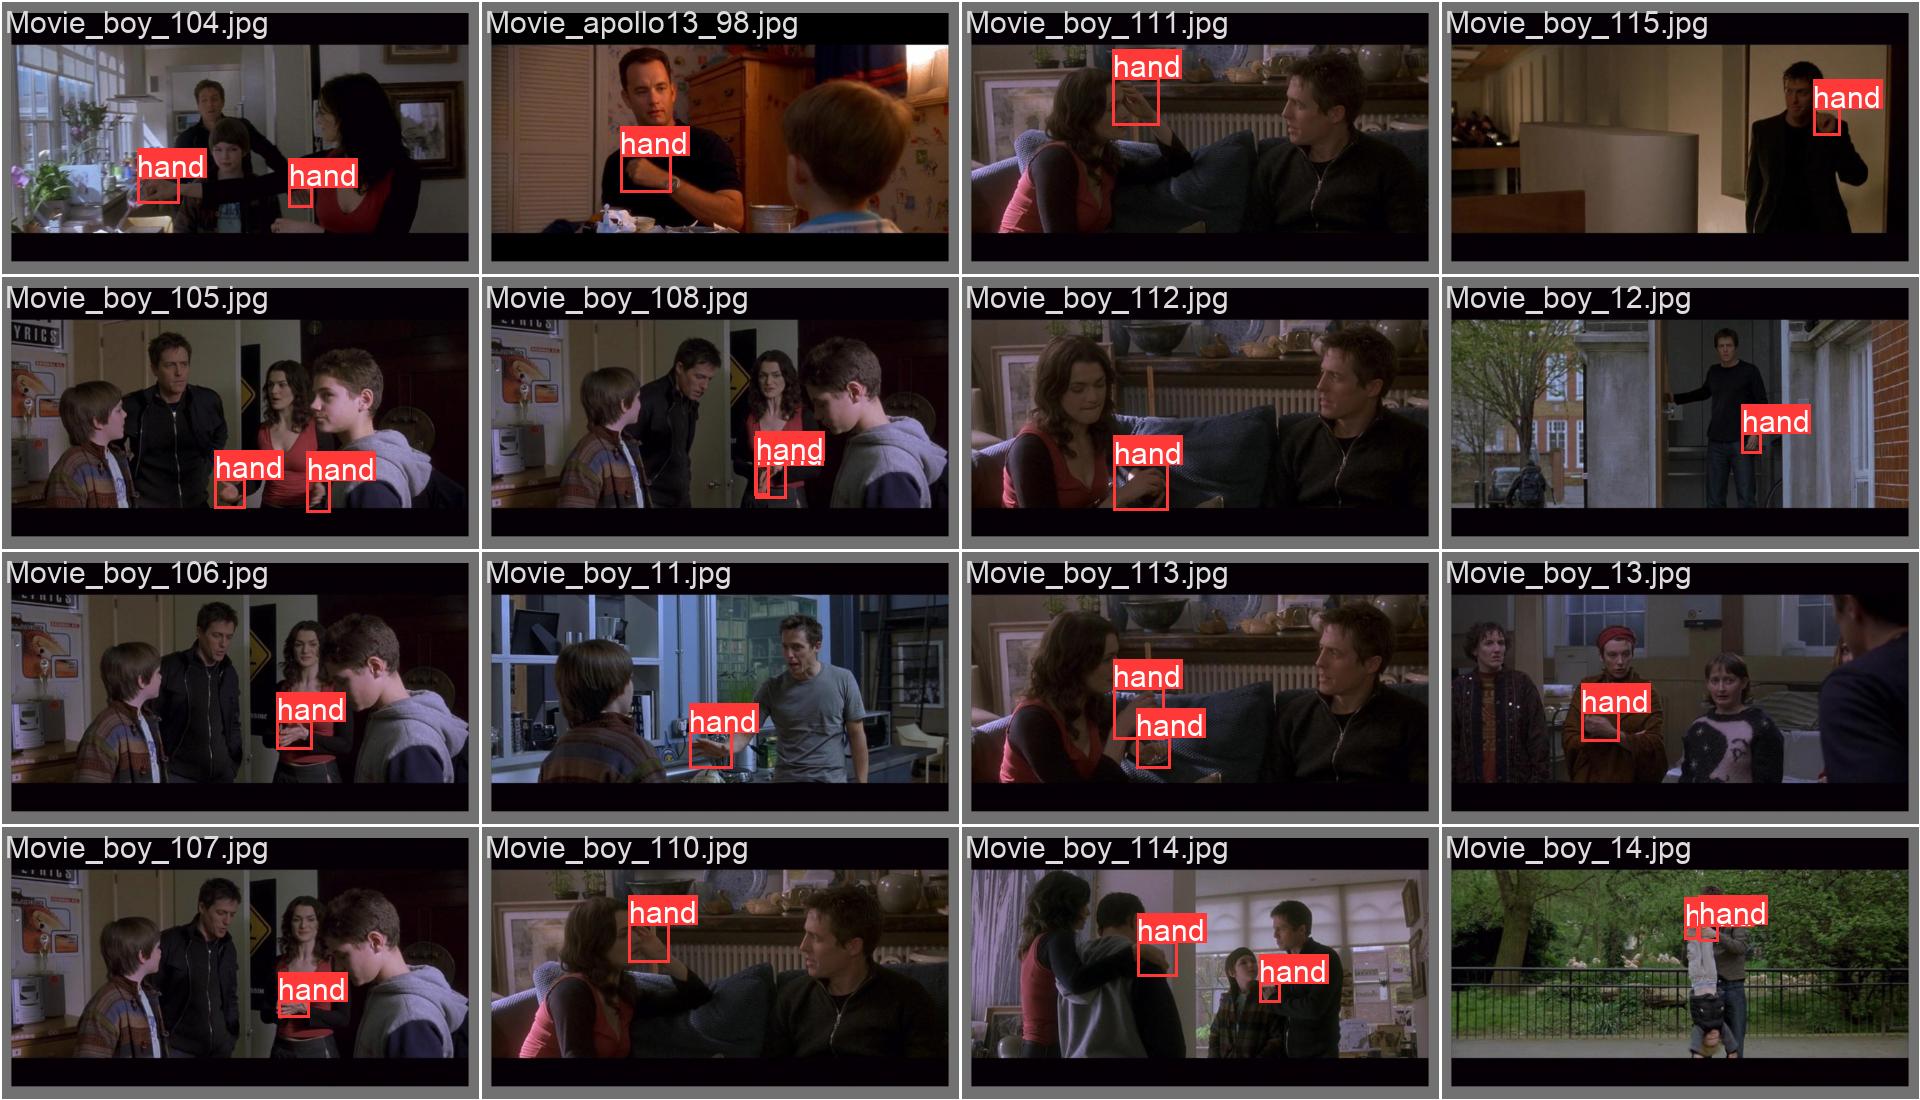 Movie_boy_104.jpg
hand
hand
Movie_apollo13_98.jpg
hand
Movie_boy_111.jpg
hand
Movie_boy_115.jpg
hand
Movie_boy_105.jpg
YRICS
hand
hand
Movie_boy_108.jpg
hand
Movie_boy_112.jpg
hand
Movie_boy_12.jpg
hand
Movie_boy_106.jpg
hand
Movie_boy_11.jpg
hand
Movie_boy_113.jpg
hand
hand
Movie_boy_13.jpg
hand
Movie_boy_107.jpg
hand
Movie_boy_110.jpg
hand
Movie_boy_114.jpg
hand
hand
Movie_boy_14.jpg
hand